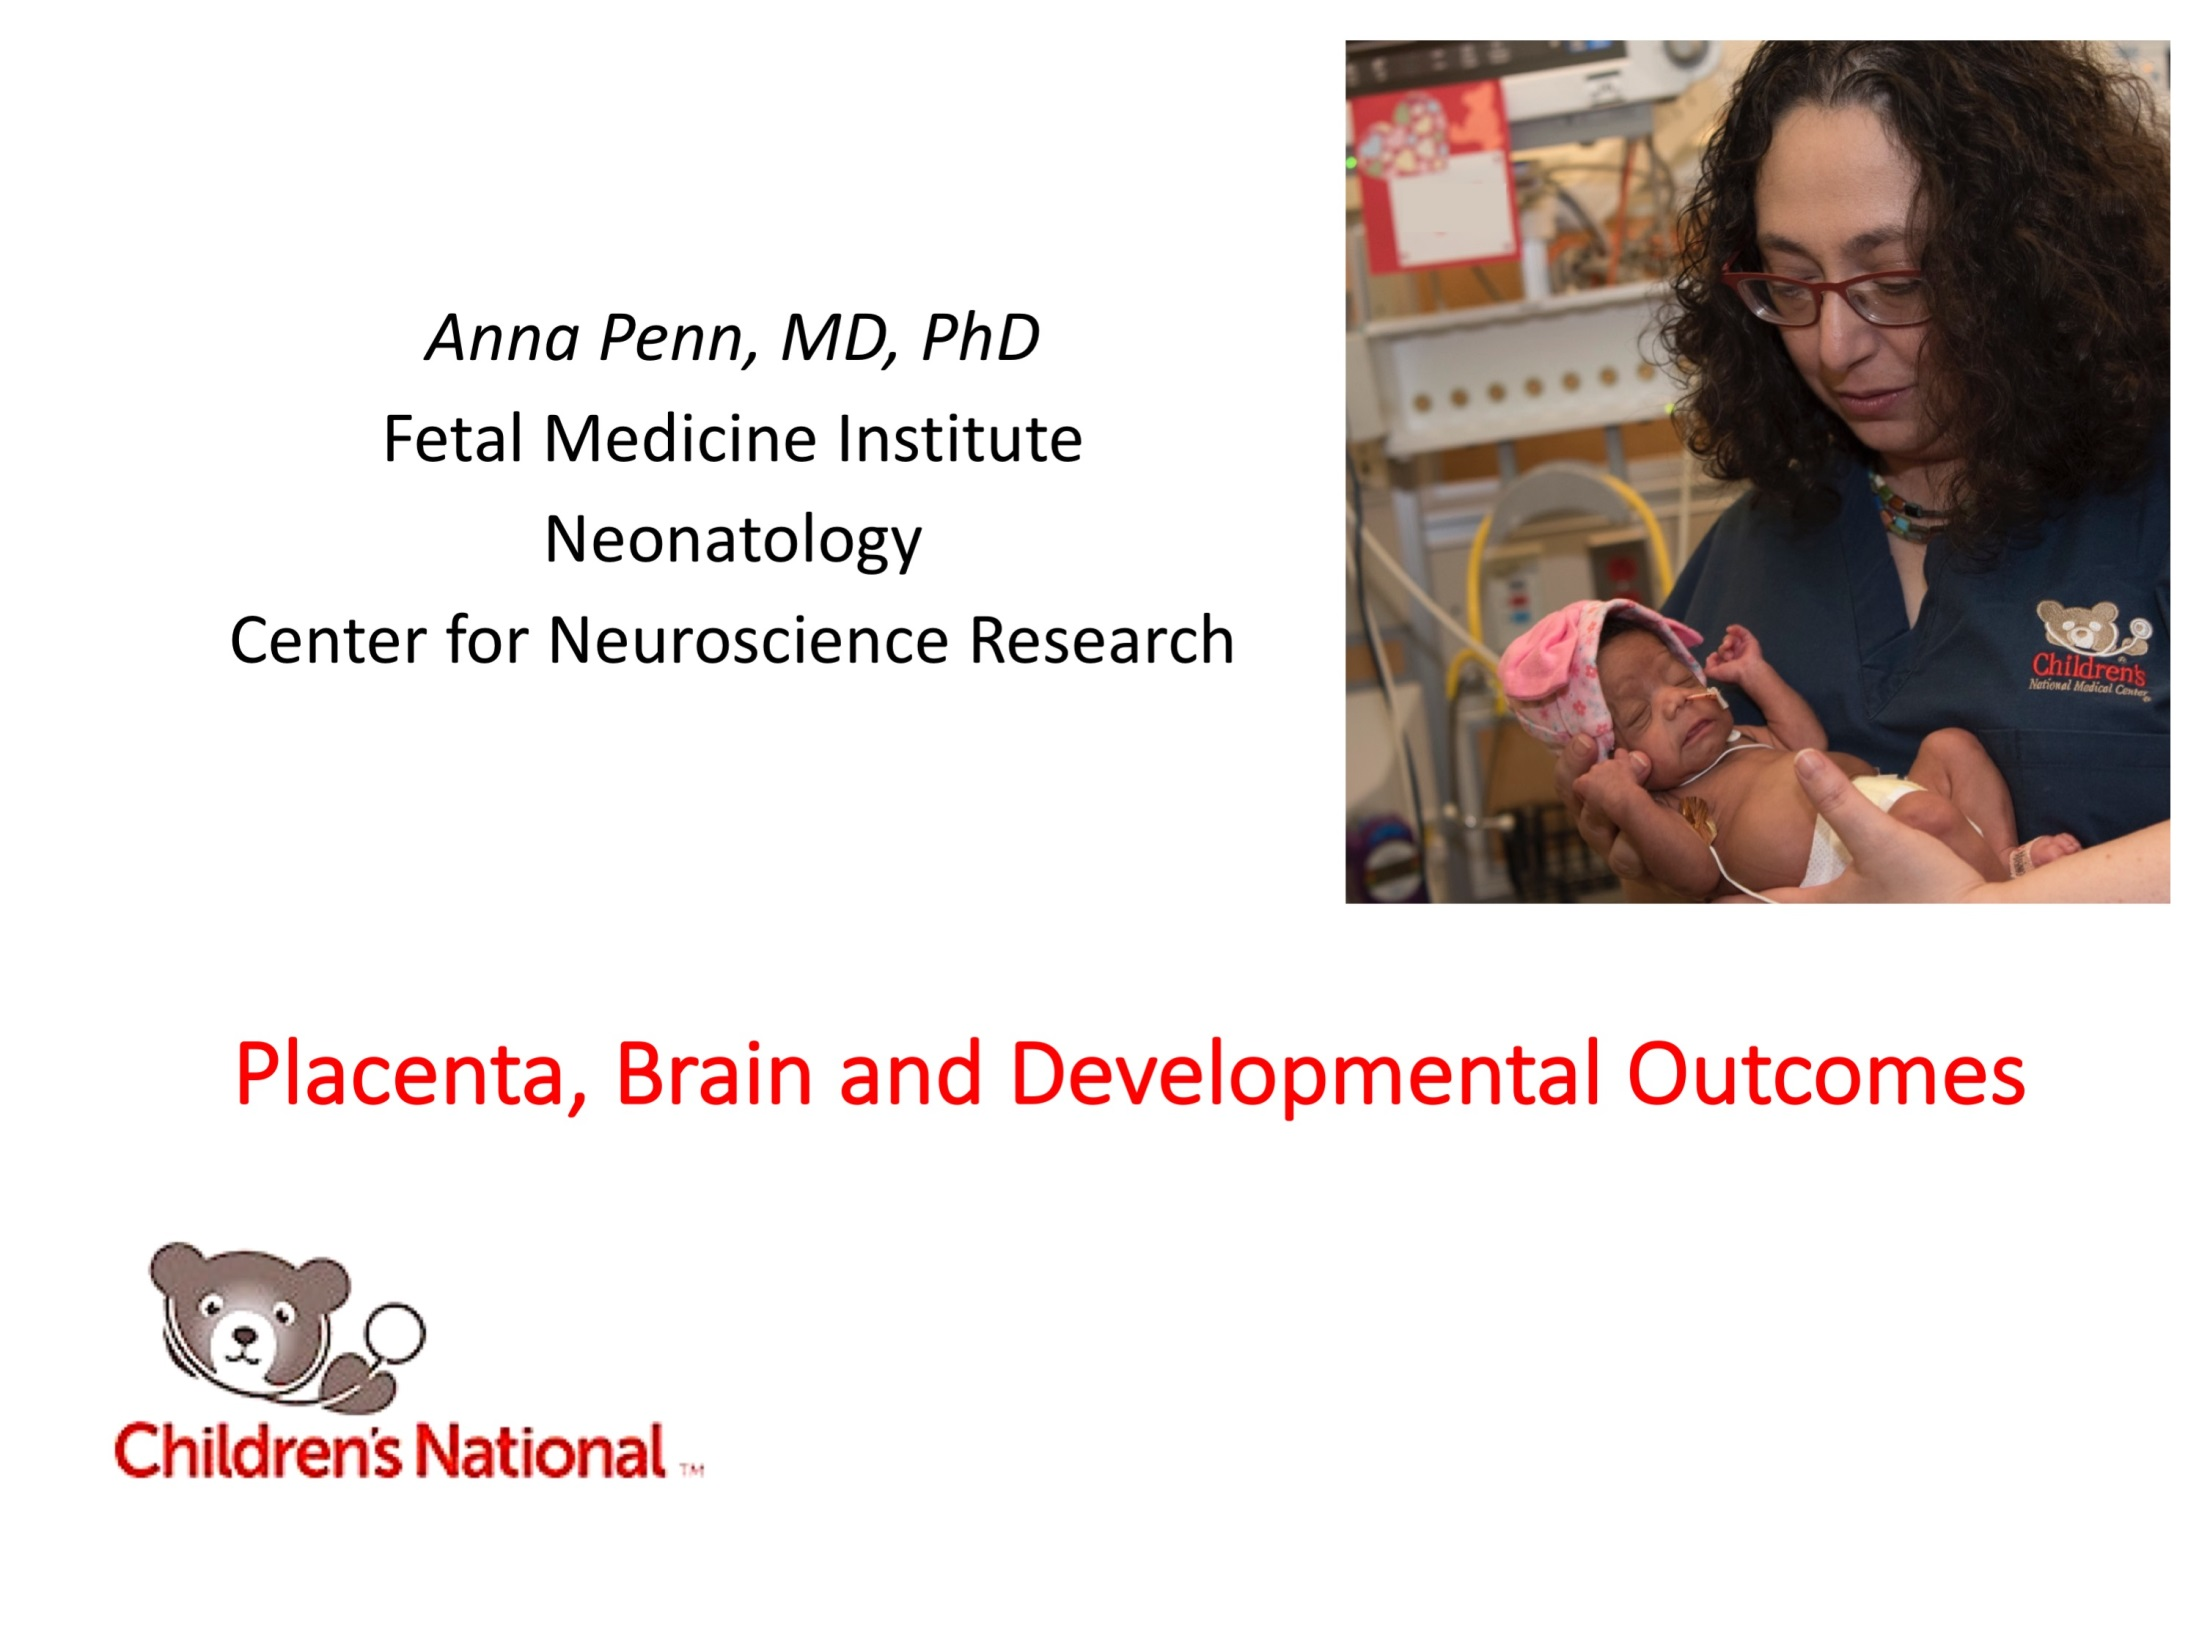 Anna Penn, MD, PhD
Fetal Medicine Institute
Neonatology
Center for Neuroscience Research
Children's
National Medical Center
Placenta, Brain and Developmental Outcomes
Children's National ™